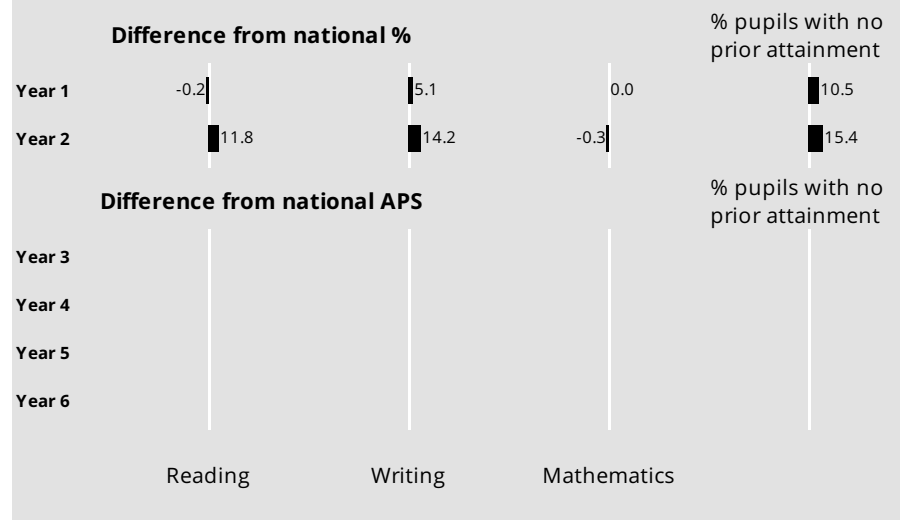 Difference from national %
% pupils with no
prior attainment
Year 1 -0.2 5.1 0.0 10.5
Year 2 11.8 14.2 -0.3 15.4
Difference from national APS
% pupils with no
prior attainment
Year 3
Year 4
Year 5
Year 6
Reading Writing Mathematics